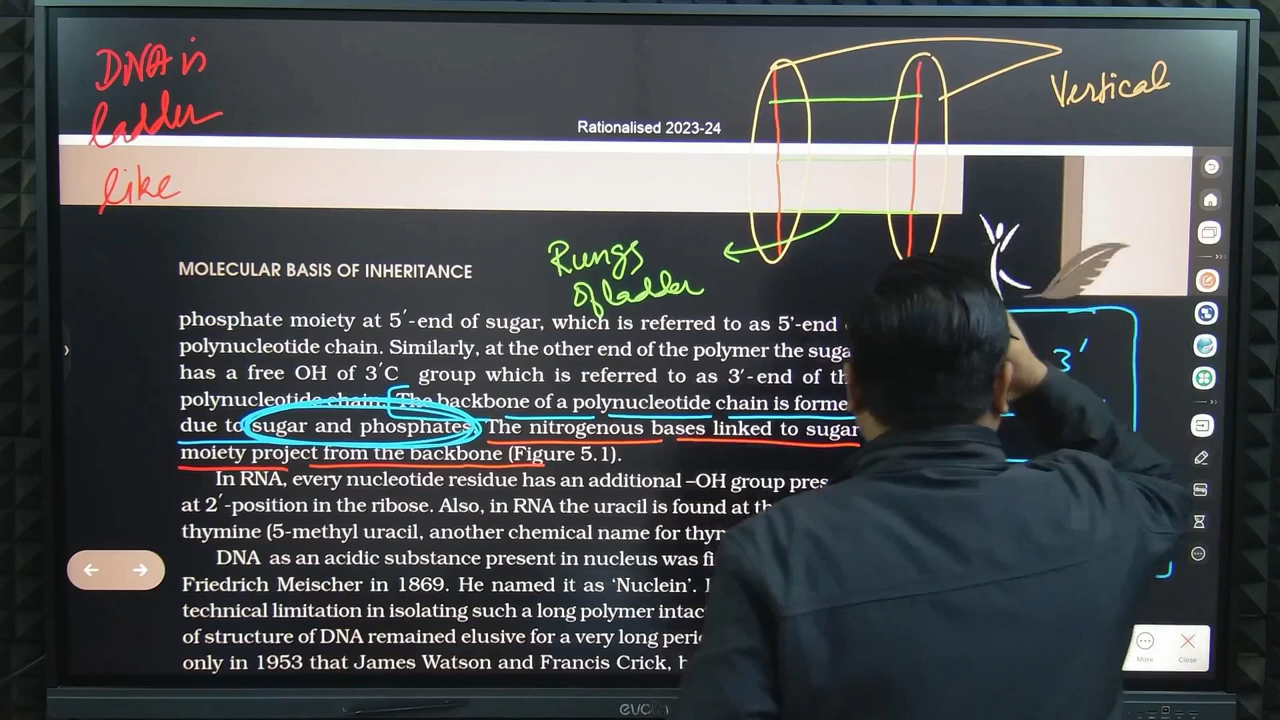 DNA is
ladder
like
Vertical
Rationalised 2023-24
Rungs
Of ladder
MOLECULAR BASIS OF INHERITANCE
phosphate moiety at 5′-end of sugar, which is referred to as 5’-end
polynucleotide chain. Similarly, at the other end of the polymer the suga
has a free OH of 3′C group which is referred to as 3′-end of th
polynucleotide chain. The backbone of a polynucleotide chain is forme
due to sugar and phosphates. The nitrogenous bases linked to sugar
moiety project from the backbone (Figure 5.1).
In RNA, every nucleotide residue has an additional –OH group pres
at 2′-position in the ribose. Also, in RNA the uracil is found at th
thymine (5-methyl uracil, another chemical name for thym
DNA as an acidic substance present in nucleus was fi
Friedrich Meischer in 1869. He named it as ‘Nuclein’.
technical limitation in isolating such a long polymer intac
of structure of DNA remained elusive for a very long peri
only in 1953 that James Watson and Francis Crick, h
3′
More
Close